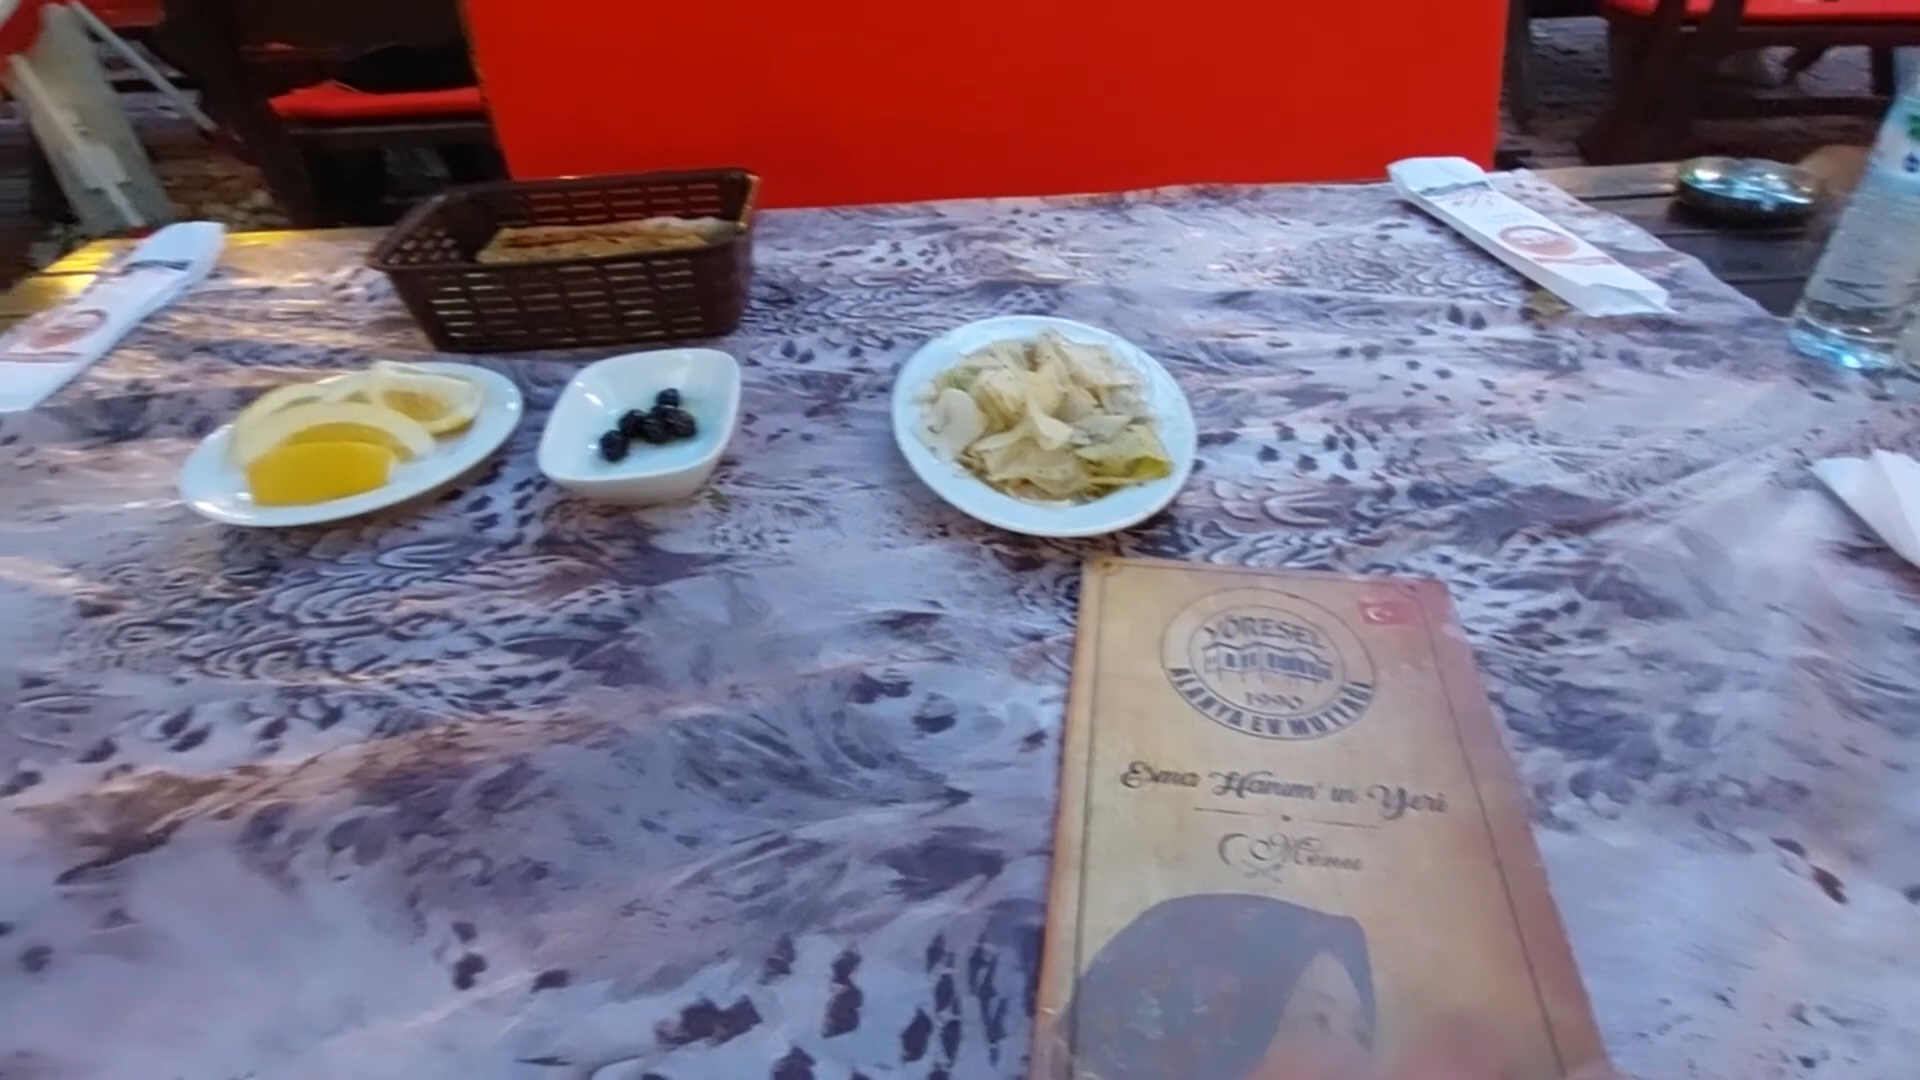 YÖRESEL
1990
ALANYA EV MUTFAĞI
Esma Hanım'ın Yeri
Menu